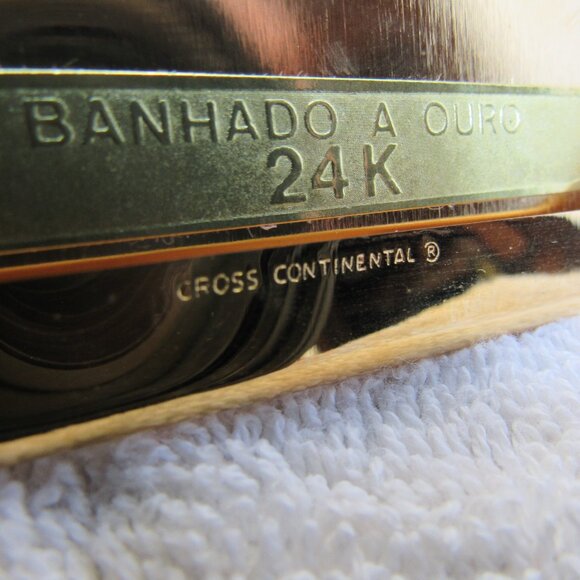 BANHADO A OURO
24K
CROSS CONTINENTAL ®